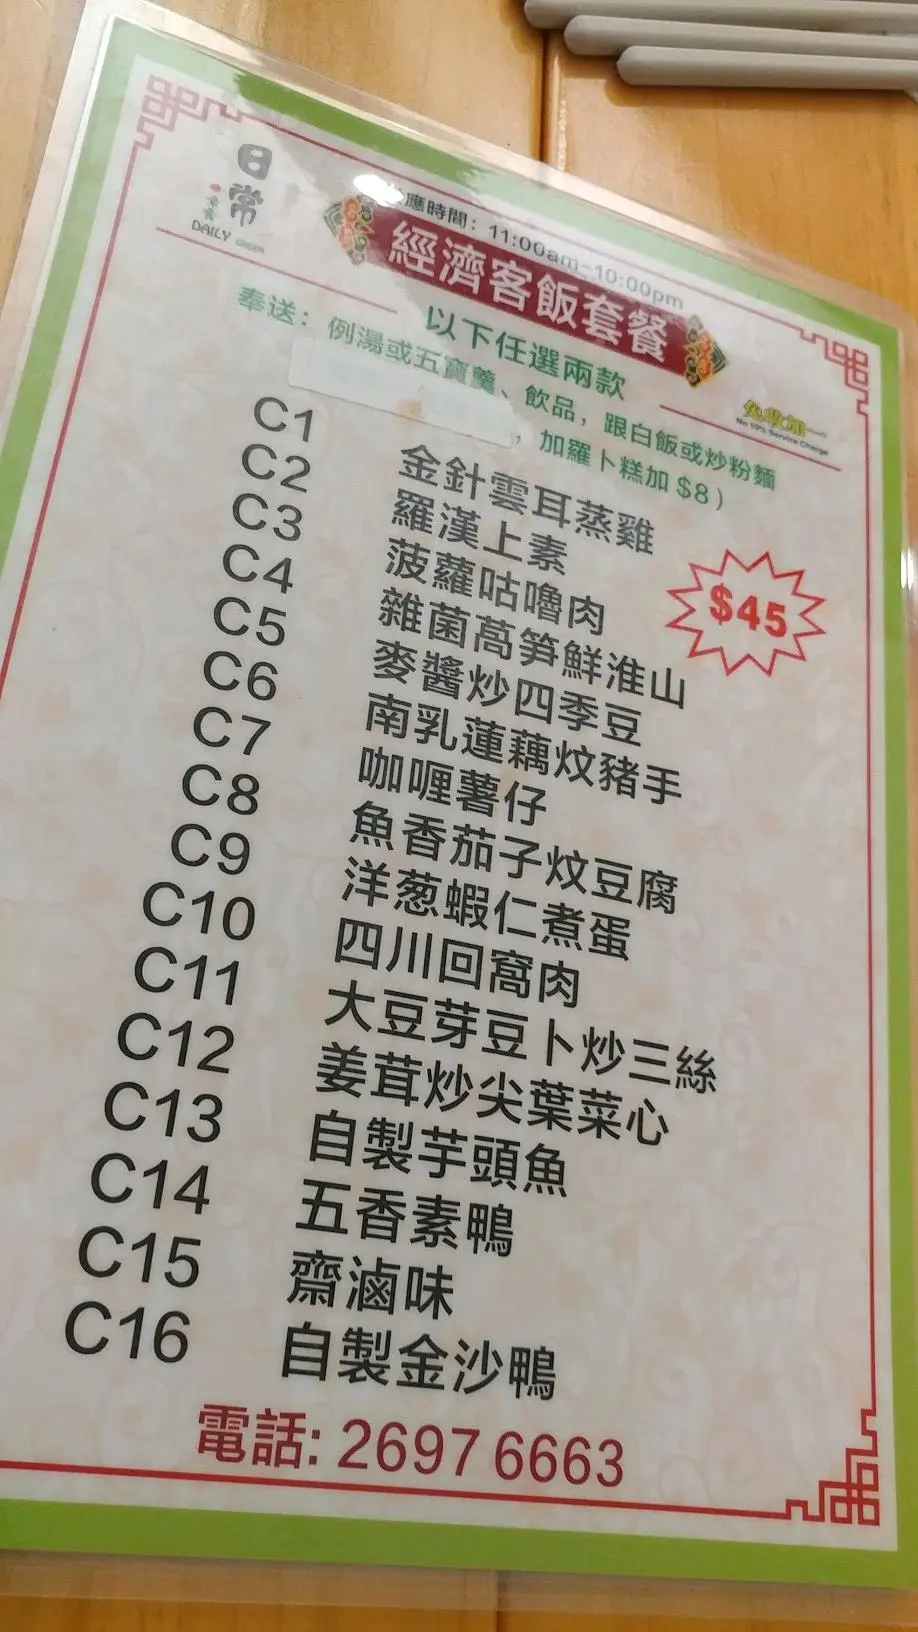 日常
素食
DAILY GREEN
應時間：11:00am-10:00pm
經濟客飯套餐
以下任選兩款
奉送：例湯或五寶羹、飲品，跟白飯或炒粉麵
，加羅卜糕加 $8）
免收加一
No 10% Service Charge
$45
C1 金針雲耳蒸雞
C2 羅漢上素
C3 菠蘿咕嚕肉
C4 雜菌萵笋鮮淮山
C5 麥醬炒四季豆
C6 南乳蓮藕炆豬手
C7 咖喱薯仔
C8 魚香茄子炆豆腐
C9 洋葱蝦仁煮蛋
C10 四川回窩肉
C11 大豆芽豆卜炒三絲
C12 姜茸炒尖葉菜心
C13 自製芋頭魚
C14 五香素鴨
C15 齋滷味
C16 自製金沙鴨
電話: 2697 6663